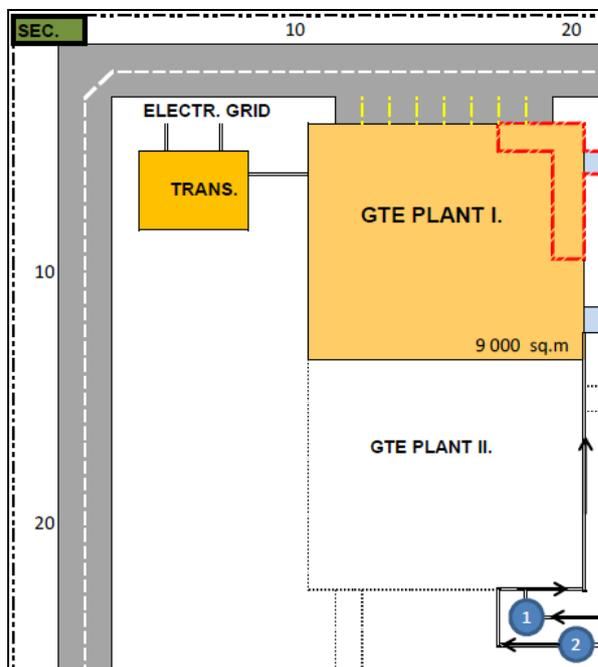 SEC.
10
20
ELECTR. GRID
TRANS.
GTE PLANT I.
10
9 000 sq.m
GTE PLANT II.
20
1
2